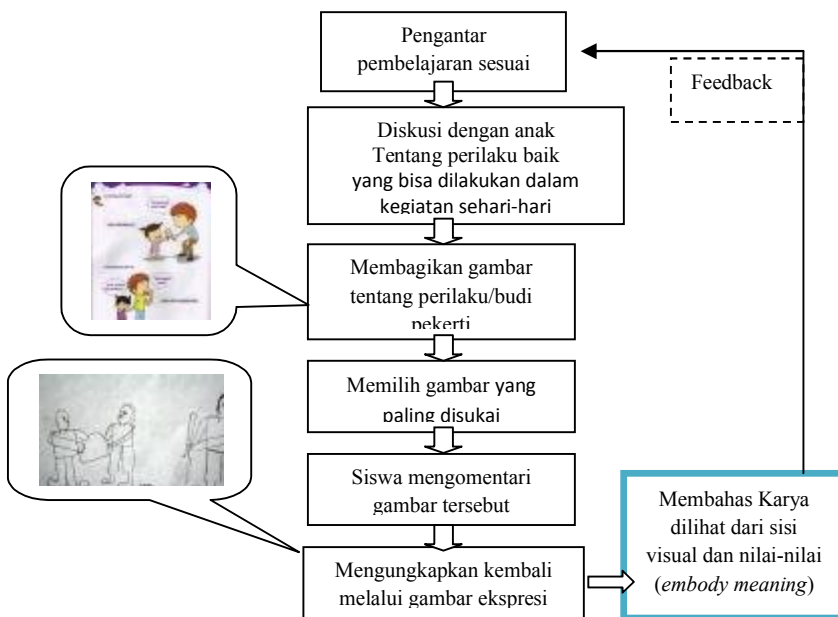 Pengantar
pembelajaran sesuai
Feedback
Diskusi dengan anak
Tentang perilaku baik
yang bisa dilakukan dalam
kegiatan sehari-hari
Membagikan gambar
tentang perilaku/budi
pekerti
Memilih gambar yang
paling disukai
Siswa mengomentari
gambar tersebut
Mengungkapkan kembali
melalui gambar ekspresi
Membahas Karya
dilihat dari sisi
visual dan nilai-nilai
(embody meaning)